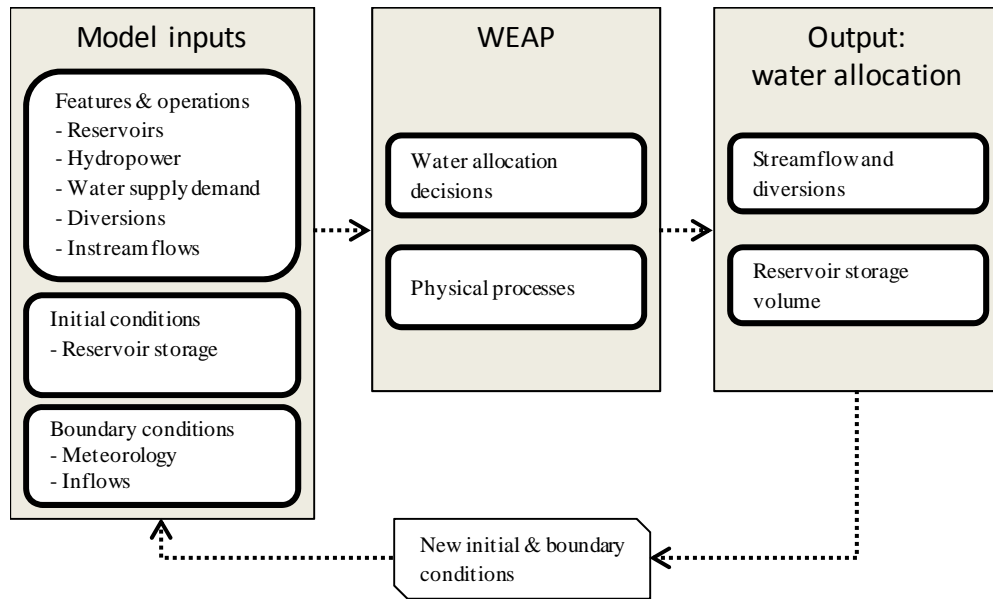 Model inputs
Features & operations
- Reservoirs
- Hydropower
- Water supply demand
- Diversions
- Instream flows
Initial conditions
- Reservoir storage
Boundary conditions
- Meteorology
- Inflows
WEAP
Water allocation
decisions
Physical processes
Output:
water allocation
Streamflow and
diversions
Reservoir storage
volume
New initial & boundary
conditions